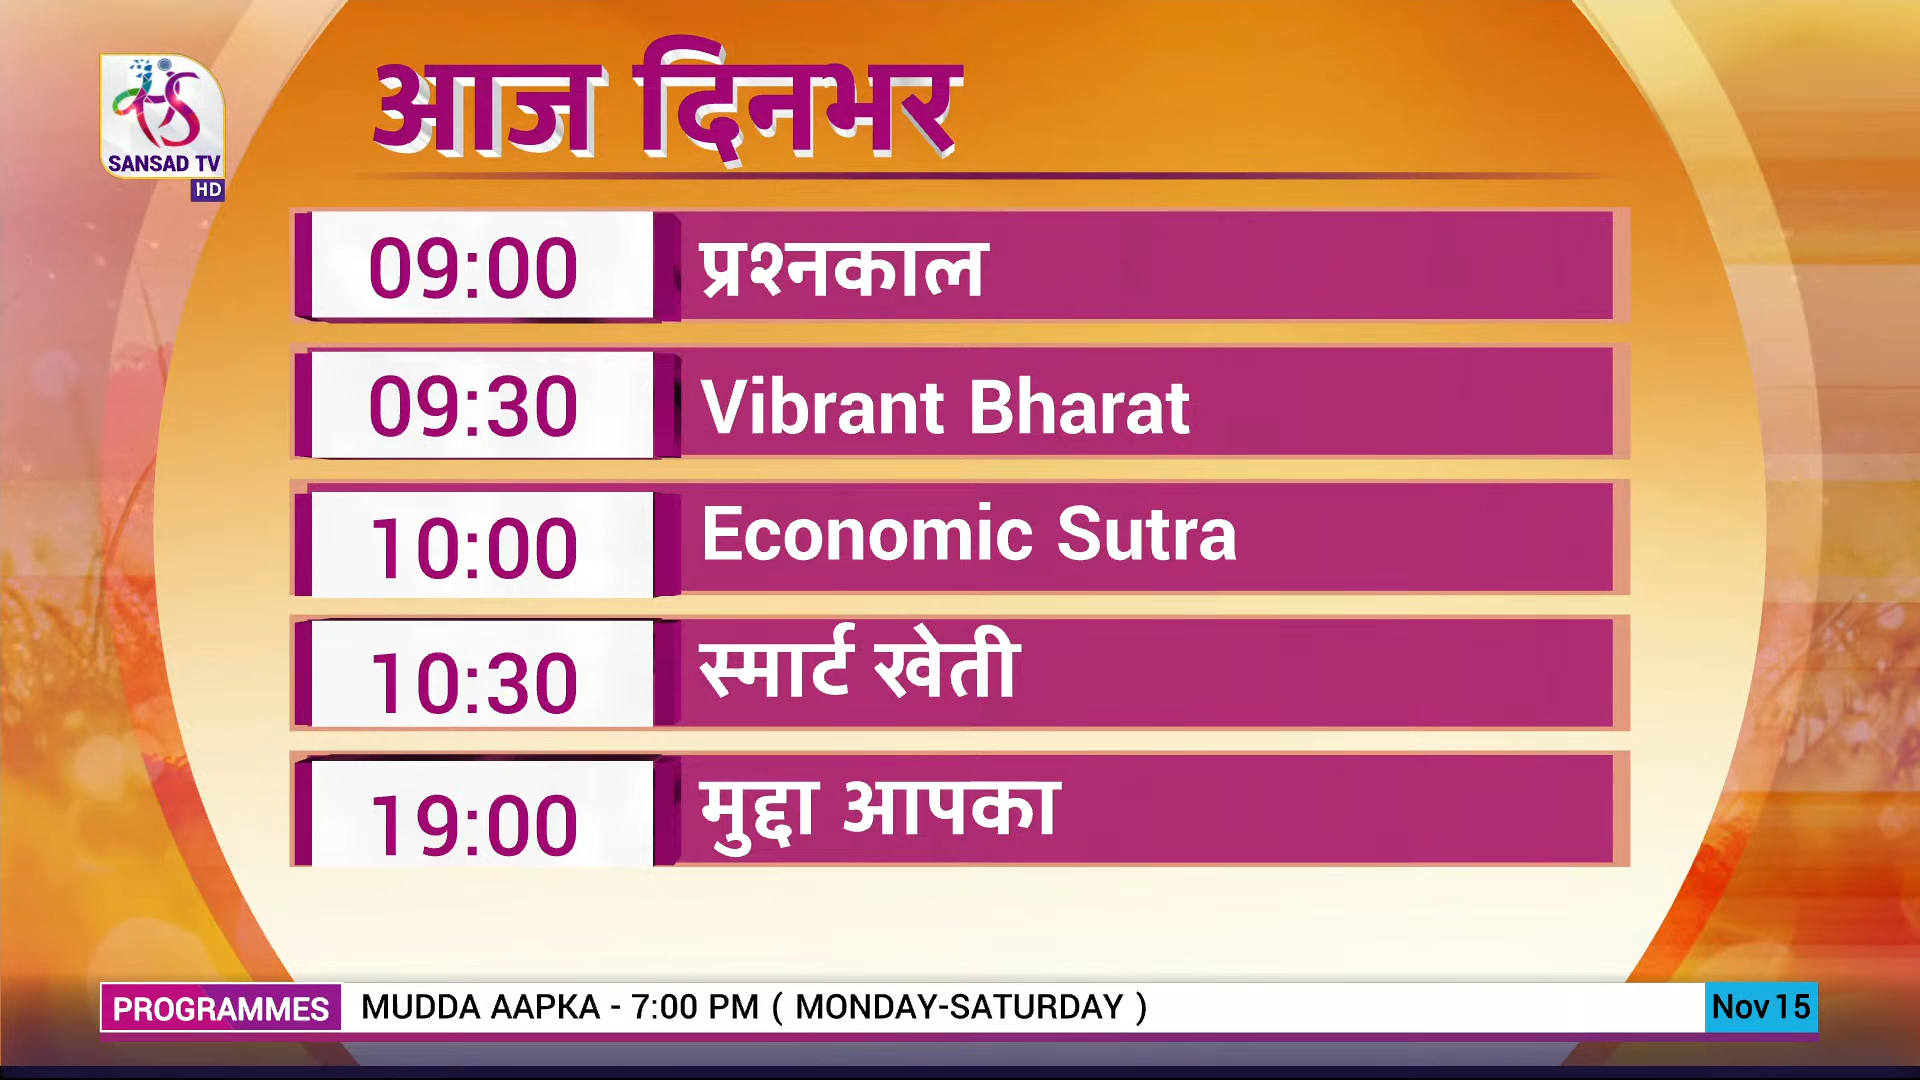 आज दिनभर
SANSAD TV
HD
09:00 प्रश्नकाल
09:30 Vibrant Bharat
10:00 Economic Sutra
10:30 स्मार्ट खेती
19:00 मुद्दा आपका
PROGRAMMES MUDDA AAPKA - 7:00 PM ( MONDAY-SATURDAY ) Nov 15